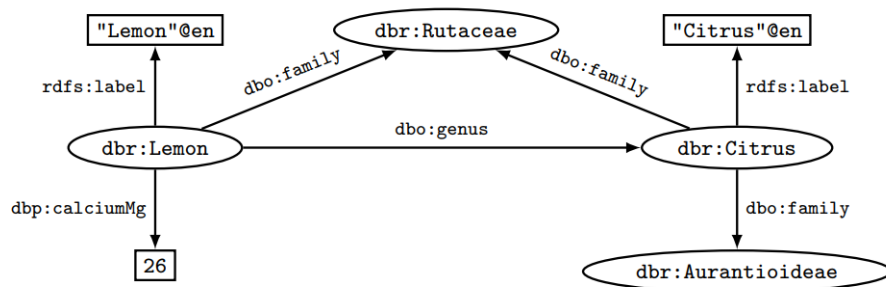 "Lemon"@en
dbr:Rutaceae
"Citrus"@en
rdfs:label
dbo:family
dbo:family
rdfs:label
dbr:Lemon
dbo:genus
dbr:Citrus
dbp:calciumMg
dbo:family
26
dbr:Aurantioideae